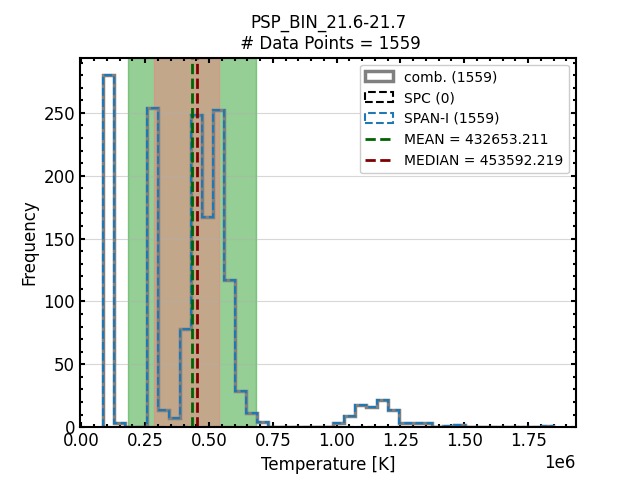 PSP_BIN_21.6-21.7
# Data Points = 1559
comb. (1559)
SPC (0)
SPAN-I (1559)
MEAN = 432653.211
MEDIAN = 453592.219
Frequency
250
200
150
100
50
0
0.00 0.25 0.50 0.75 1.00 1.25 1.50 1.75
1e6
Temperature [K]